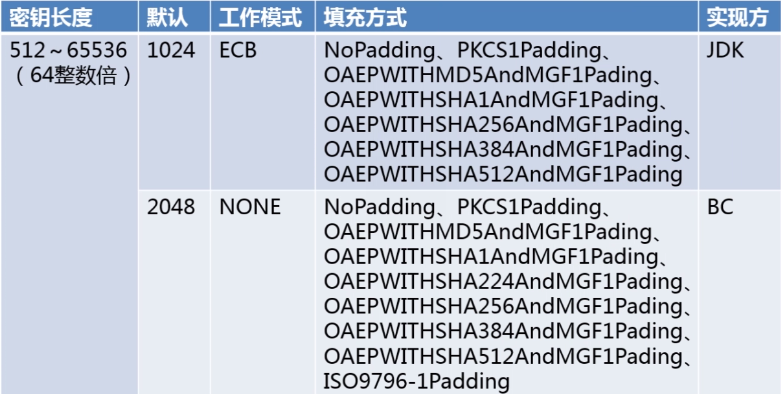 密钥长度 默认 工作模式 填充方式 实现方
512～65536 1024 ECB NoPadding、PKCS1Padding、 JDK
（64整数倍） OAEPWITHMD5AndMGF1Pading、
OAEPWITHSHA1AndMGF1Pading、
OAEPWITHSHA256AndMGF1Pading、
OAEPWITHSHA384AndMGF1Pading、
OAEPWITHSHA512AndMGF1Pading
2048 NONE NoPadding、PKCS1Padding、 BC
OAEPWITHMD5AndMGF1Pading、
OAEPWITHSHA1AndMGF1Pading、
OAEPWITHSHA224AndMGF1Pading、
OAEPWITHSHA256AndMGF1Pading、
OAEPWITHSHA384AndMGF1Pading、
OAEPWITHSHA512AndMGF1Pading、
ISO9796-1Padding